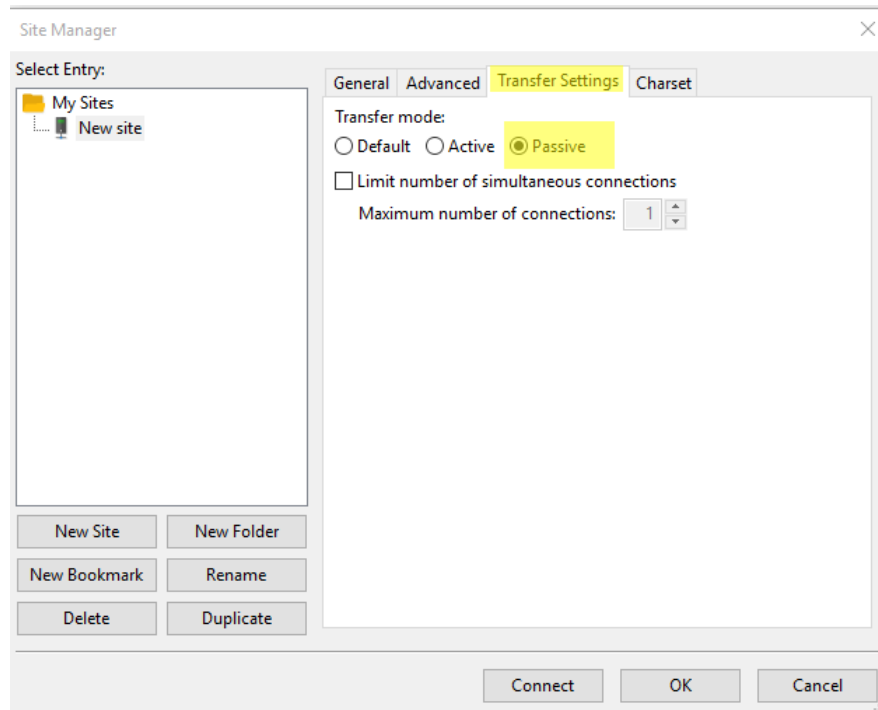 Site Manager
Select Entry:
My Sites
New site
New Site
New Folder
New Bookmark
Rename
Delete
Duplicate
General Advanced Transfer Settings Charset
Transfer mode:
Default Active Passive
Limit number of simultaneous connections
Maximum number of connections: 1
Connect OK Cancel